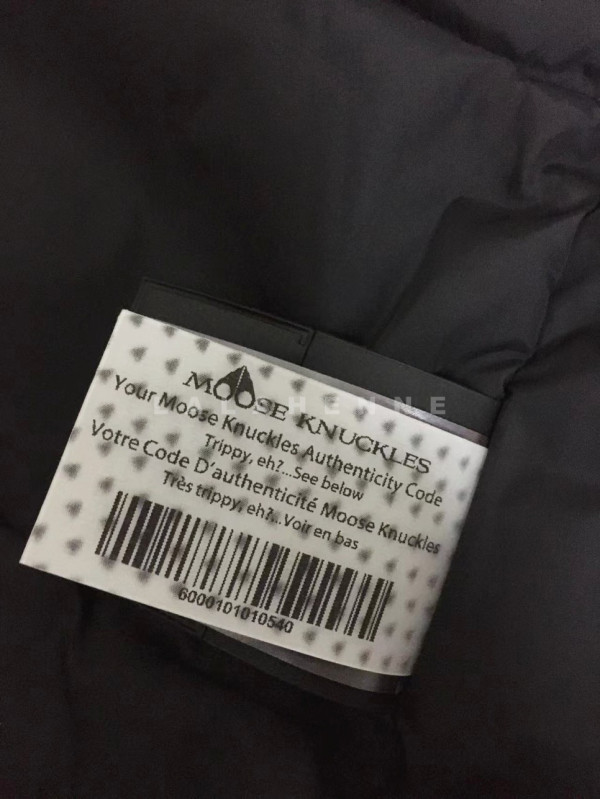 MOOSE KNUCKLES
Your Moose Knuckles Authenticity Code
Trippy, eh?...See below
Votre Code D'authenticité Moose Knuckles
Très trippy, eh?...Voir en bas
6000101010540